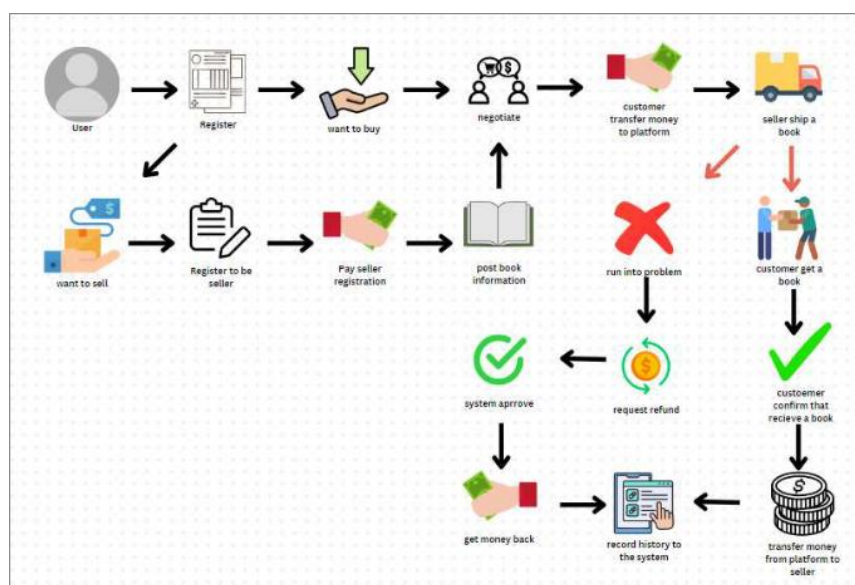 User
Register
want to buy
negotiate
customer
transfer money
to platform
seller ship a
book
want to sell
Register to be
seller
Pay seller
registration
post book
information
run into problem
customer get a
book
system aprrove
request refund
custoemer
confirm that
recieve a book
get money back
record history to
the system
transfer money
from platform to
seller